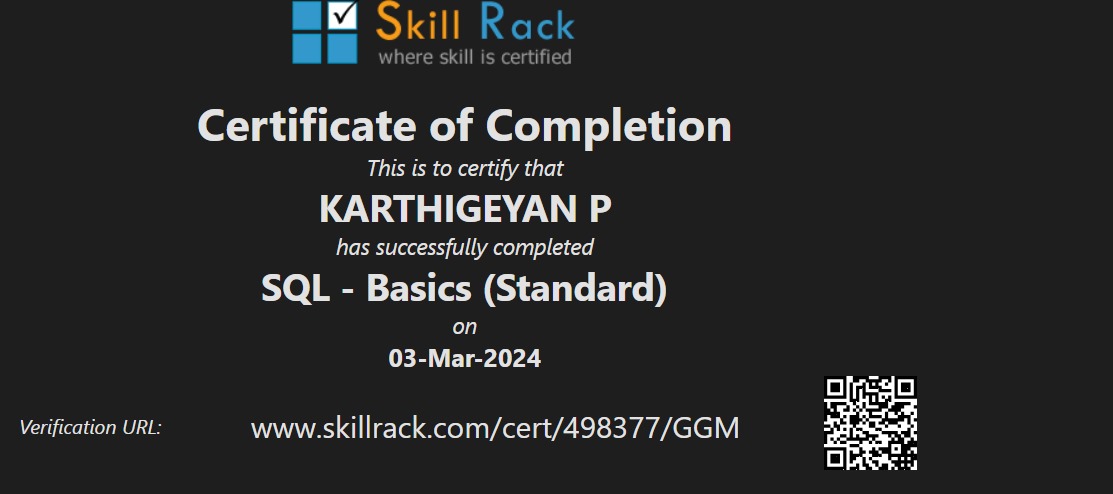 Skill Rack
where skill is certified
Certificate of Completion
This is to certify that
KARTHIGEYAN P
has successfully completed
SQL - Basics (Standard)
on
03-Mar-2024
Verification URL: www.skillrack.com/cert/498377/GGM